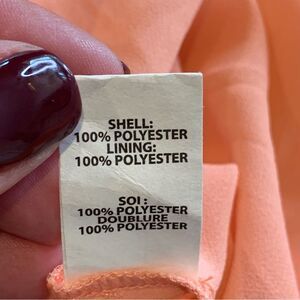 SHELL:
100% POLYESTER
LINING:
100% POLYESTER
SOI :
100% POLYESTER
DOUBLURE
100% POLYESTER